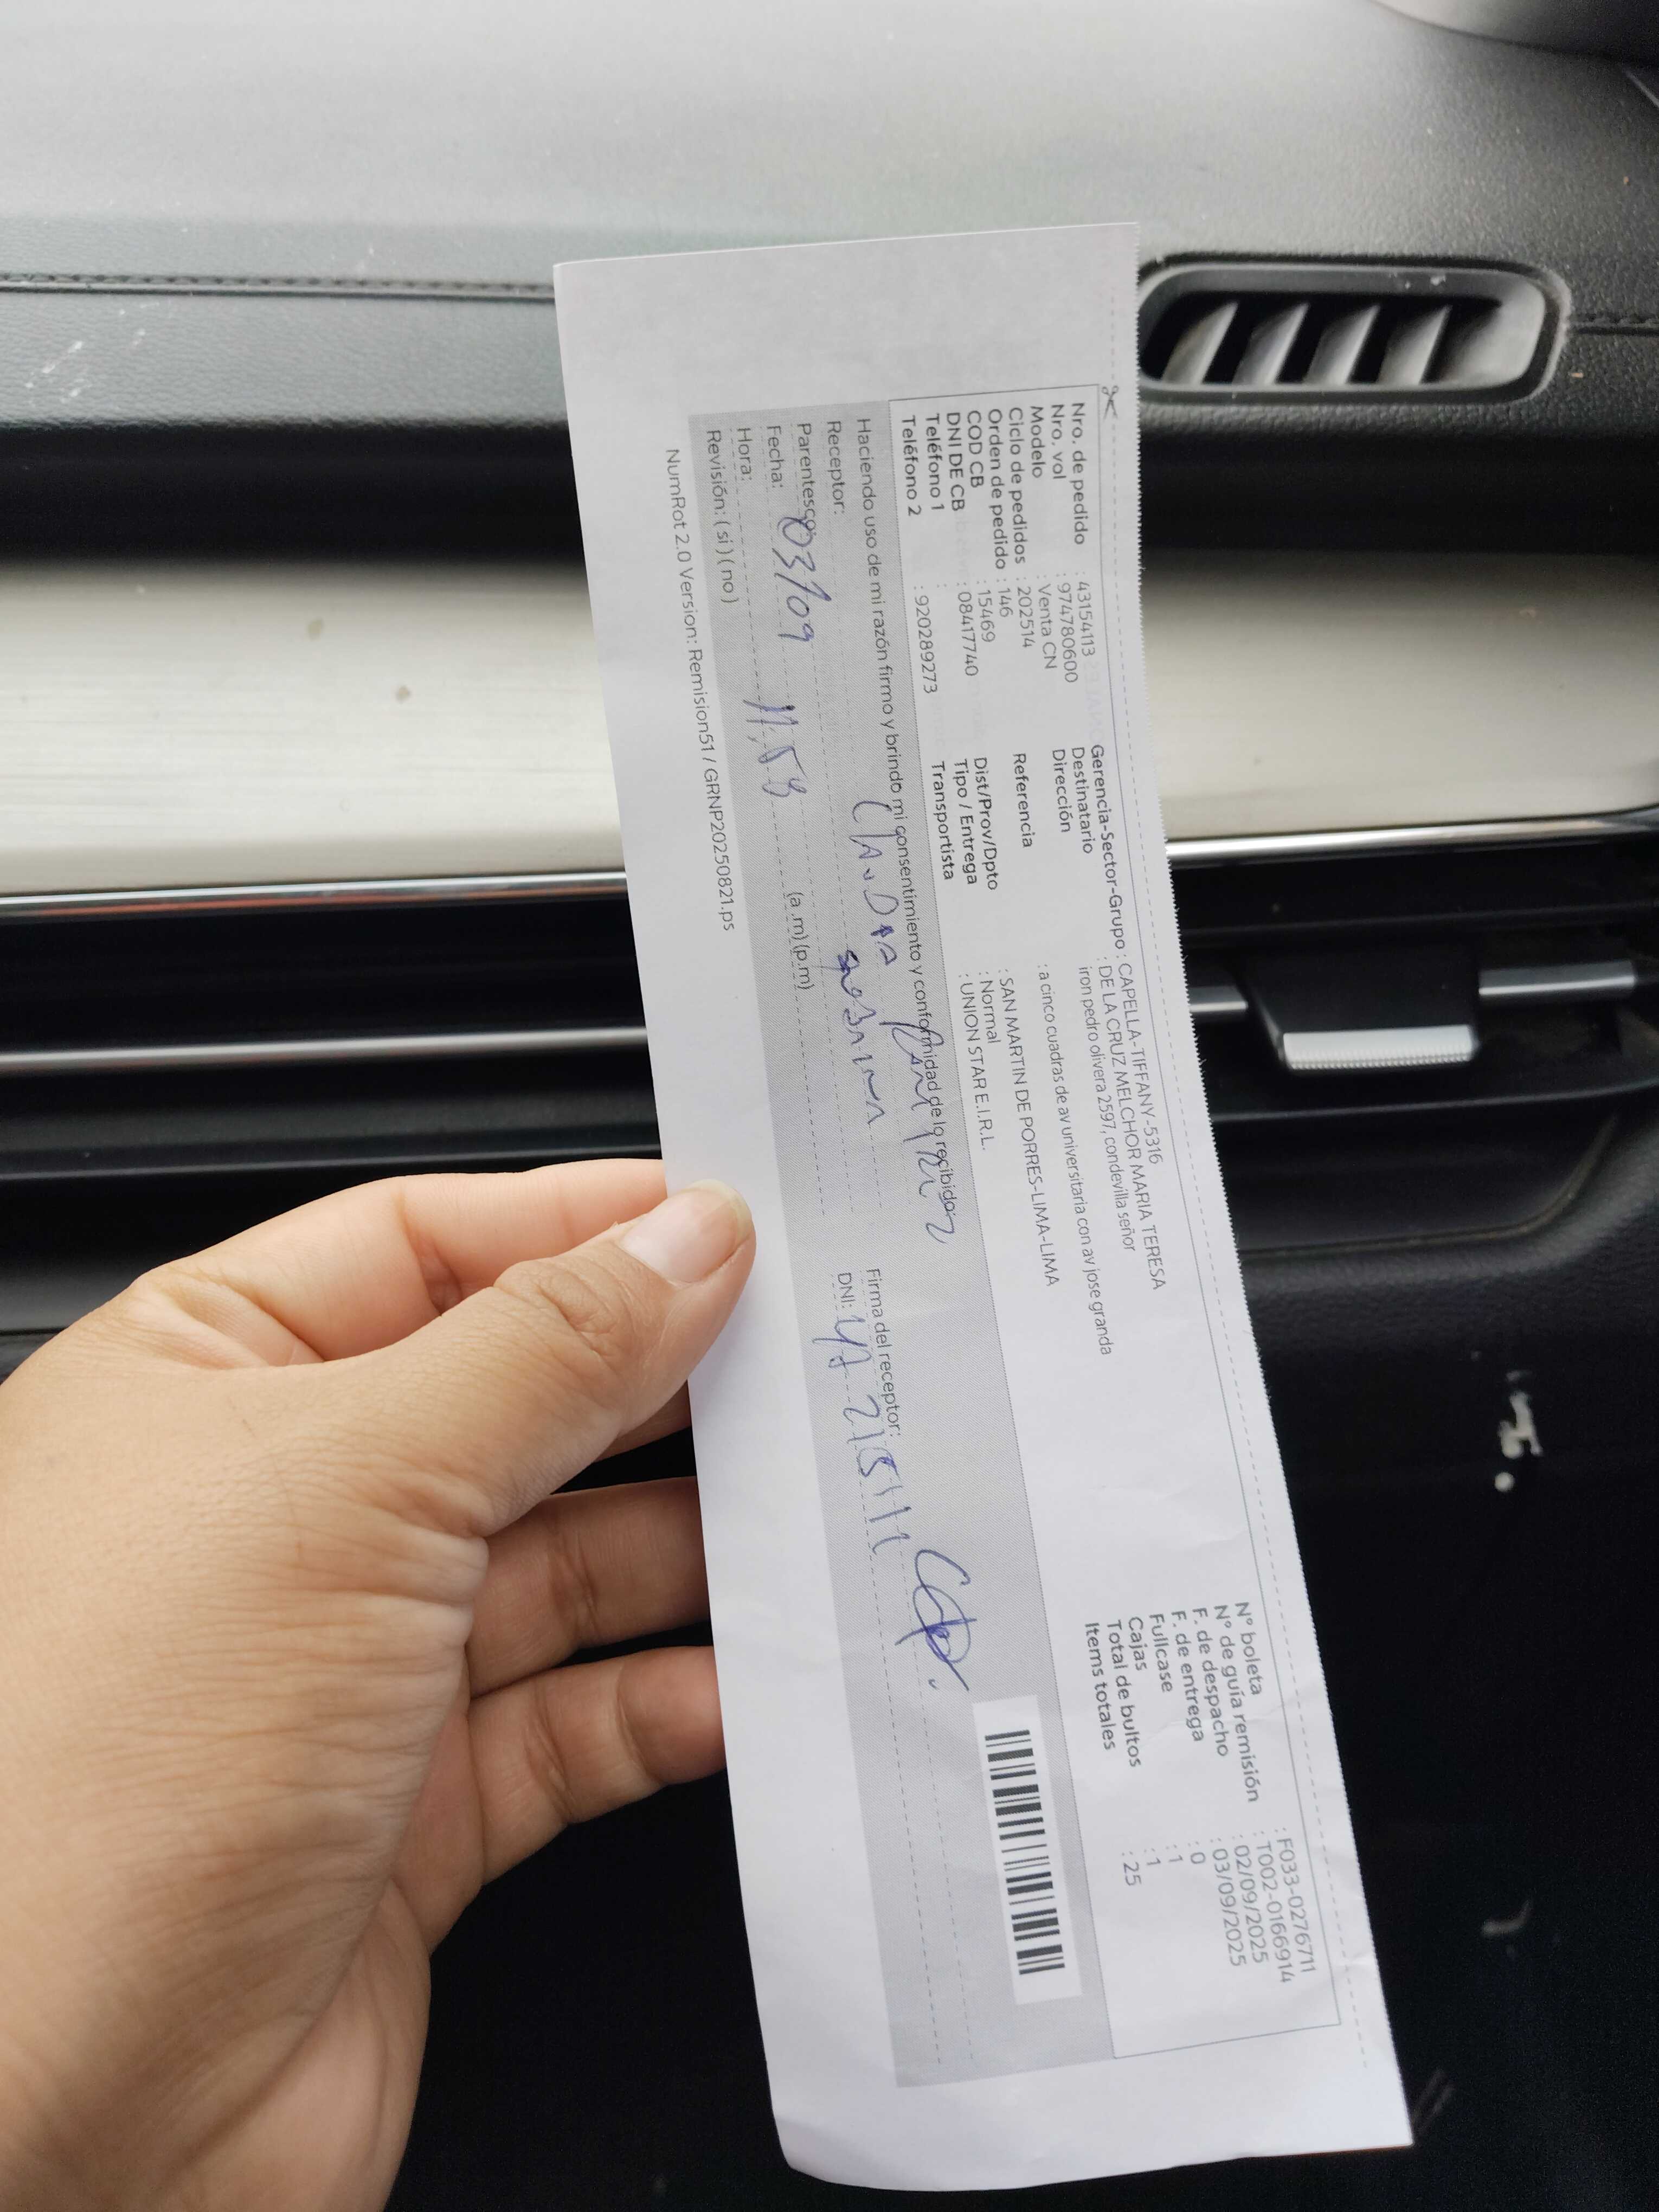 Nro. de pedido : 43154113
Nro. vol : 974780600
Modelo : Venta CN
Ciclo de pedidos : 202514
Orden de pedido : 146
COD CB : 15469
DNI DE CB : 08417740
Teléfono 1 :
Teléfono 2 : 920289273
Gerencia-Sector-Grupo : CAPELLA-TIFFANY-5316
Destinatario : DE LA CRUZ MELCHOR MARIA TERESA
Dirección iron pedro olivera 2597, condevilla señor
Referencia : a cinco cuadras de av universitaria con av jose granda
Dist/Prov/Dpto : SAN MARTIN DE PORRES-LIMA-LIMA
Tipo / Entrega : Normal
Transportista : UNION STAR E.I.R.L.
N° boleta : F033-0276711
N° de guía remisión : T002-0166914
F. de despacho : 02/09/2025
F. de entrega : 03/09/2025
Fullcase : 0
Cajas : 1
Total de bultos : 1
Items totales : 25
Haciendo uso de mi razón firmo y brindo mi consentimiento y conformidad de lo recibido:
Receptor:
Firma del receptor:
Parentesco:
DNI:
Fecha: 03/09
Hora: (a.m) (p.m)
Revisión: ( si ) ( no )
NumRot 2.0 Version: Remision51 / GRNP20250821.ps